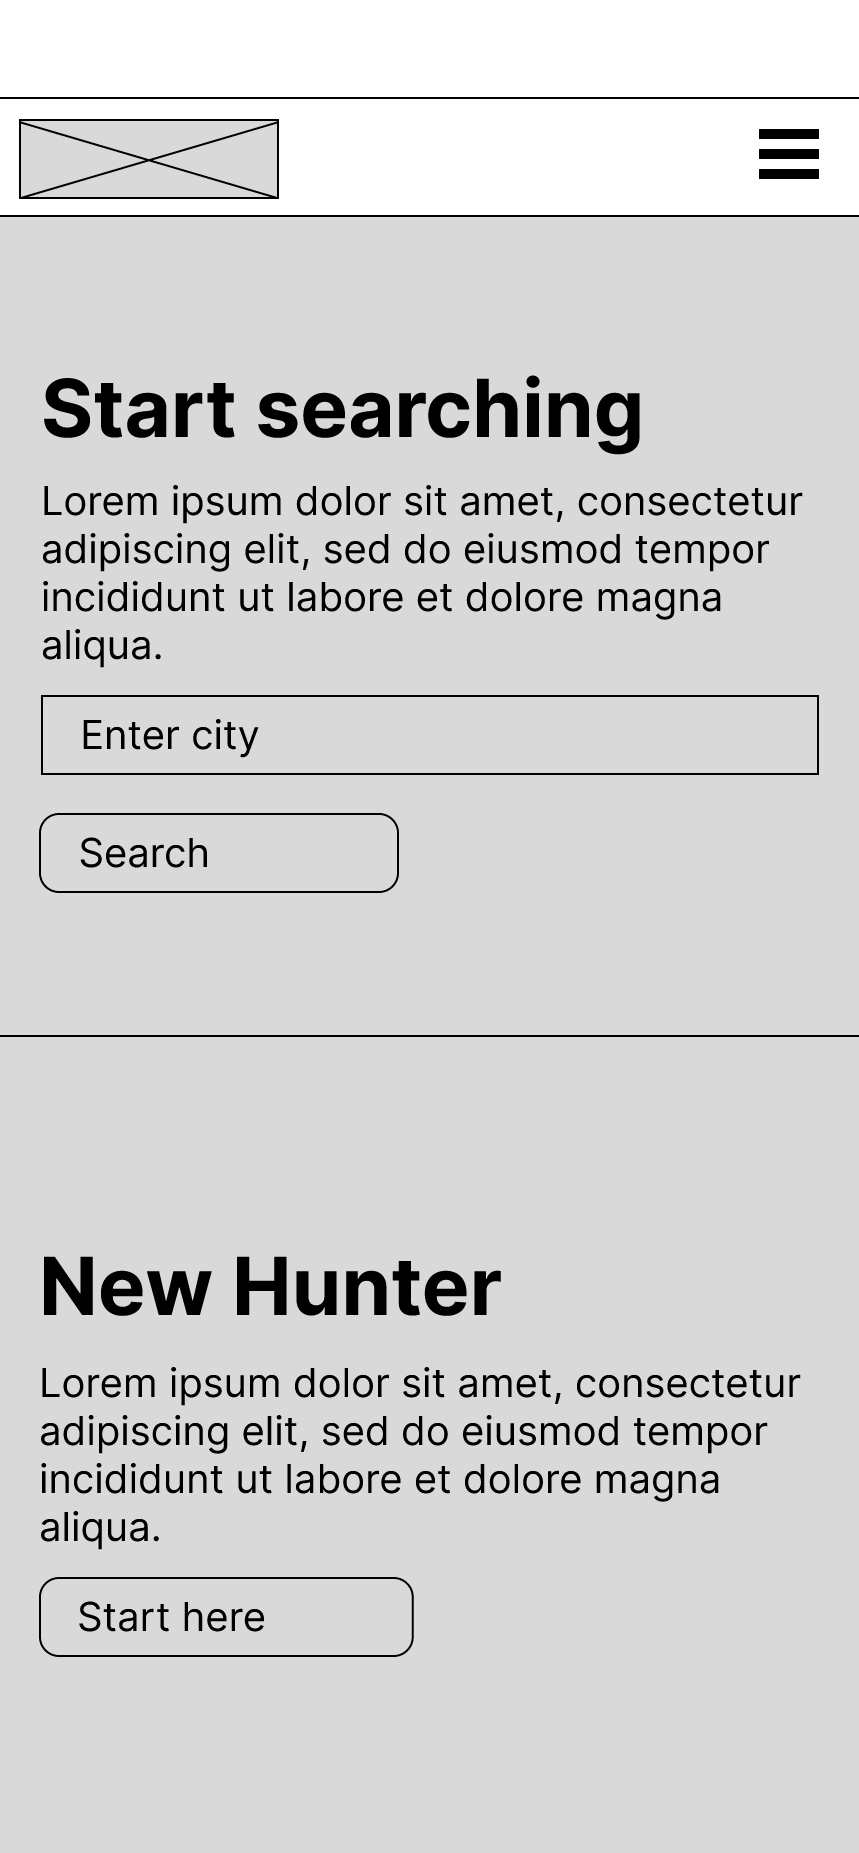 Start searching
Lorem ipsum dolor sit amet, consectetur
adipiscing elit, sed do eiusmod tempor
incididunt ut labore et dolore magna
aliqua.
Enter city
Search
New Hunter
Lorem ipsum dolor sit amet, consectetur
adipiscing elit, sed do eiusmod tempor
incididunt ut labore et dolore magna
aliqua.
Start here